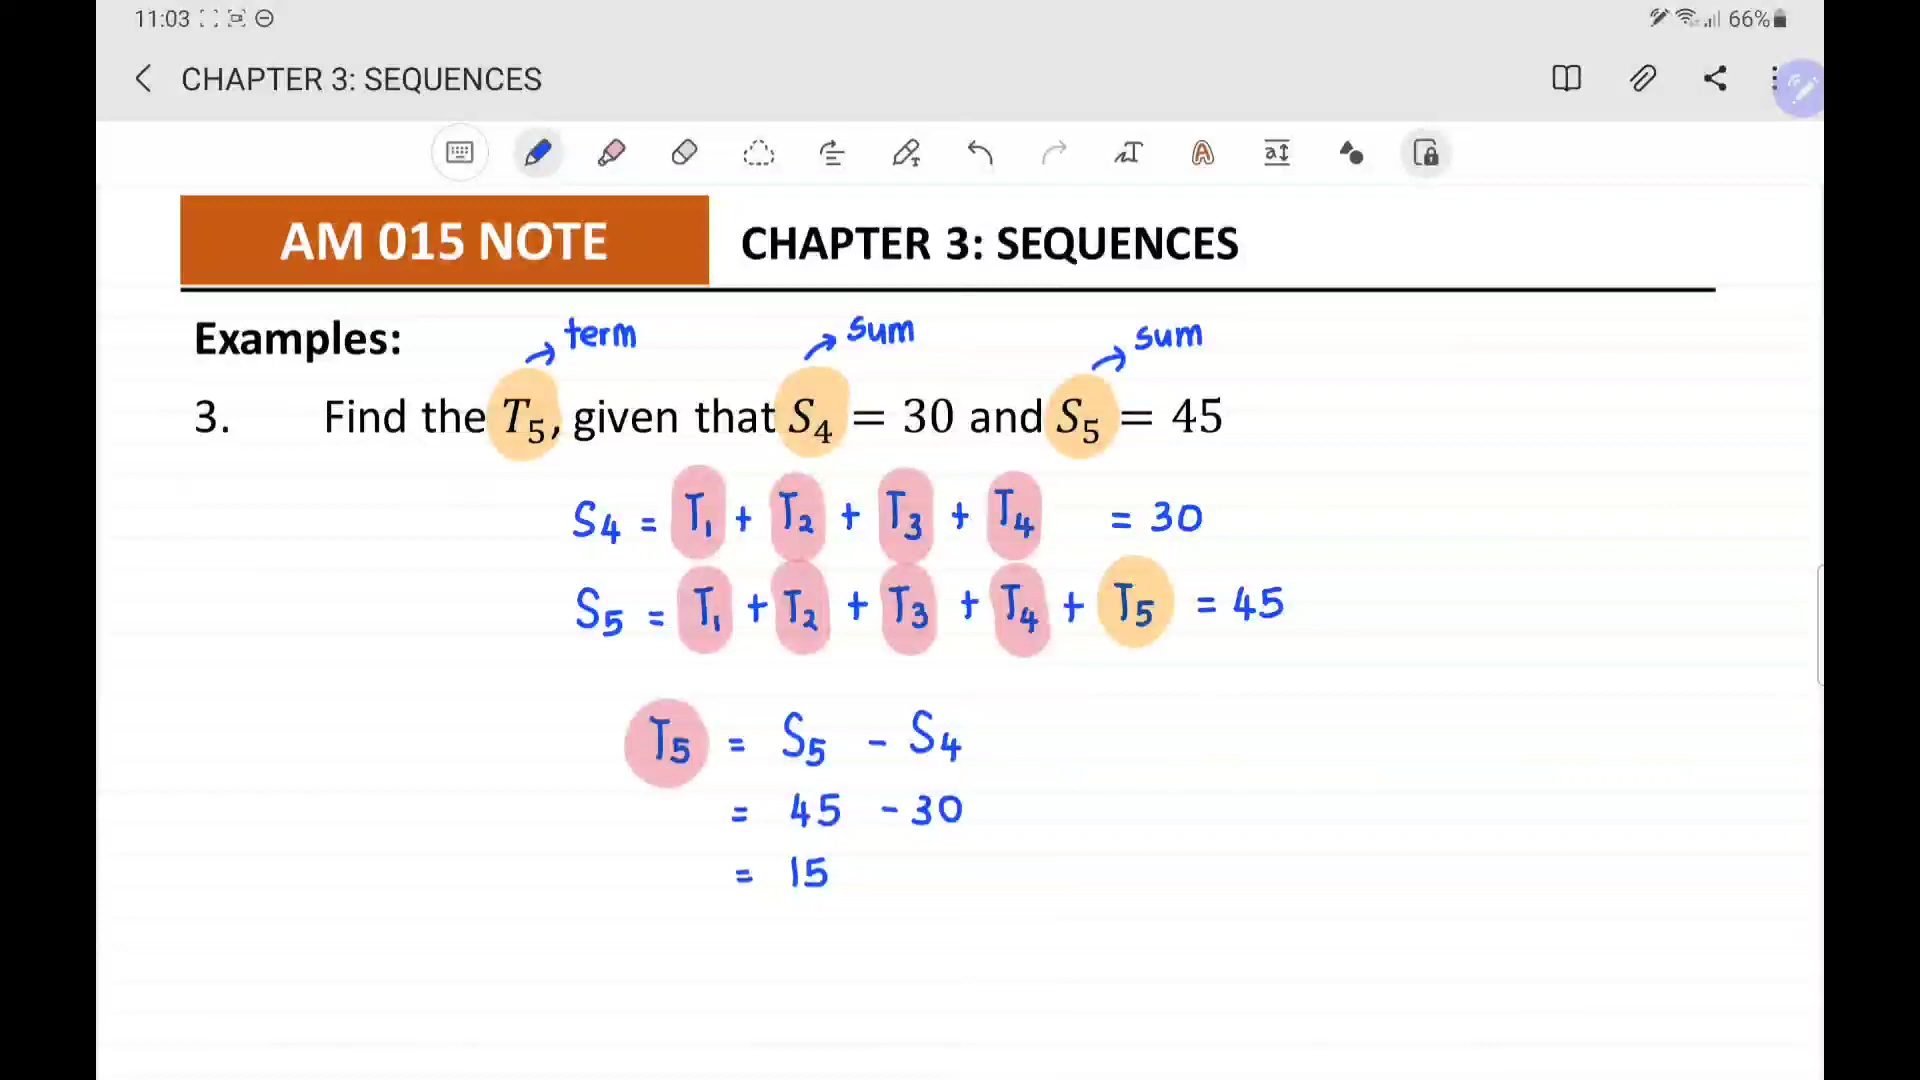 11:03 66%
CHAPTER 3: SEQUENCES
AM 015 NOTE CHAPTER 3: SEQUENCES
term sum sum
Examples:
3. Find the T₅, given that S₄ = 30 and S₅ = 45
S₄ = T₁ + T₂ + T₃ + T₄ = 30
S₅ = T₁ + T₂ + T₃ + T₄ + T₅ = 45
T₅ = S₅ - S₄
= 45 - 30
= 15